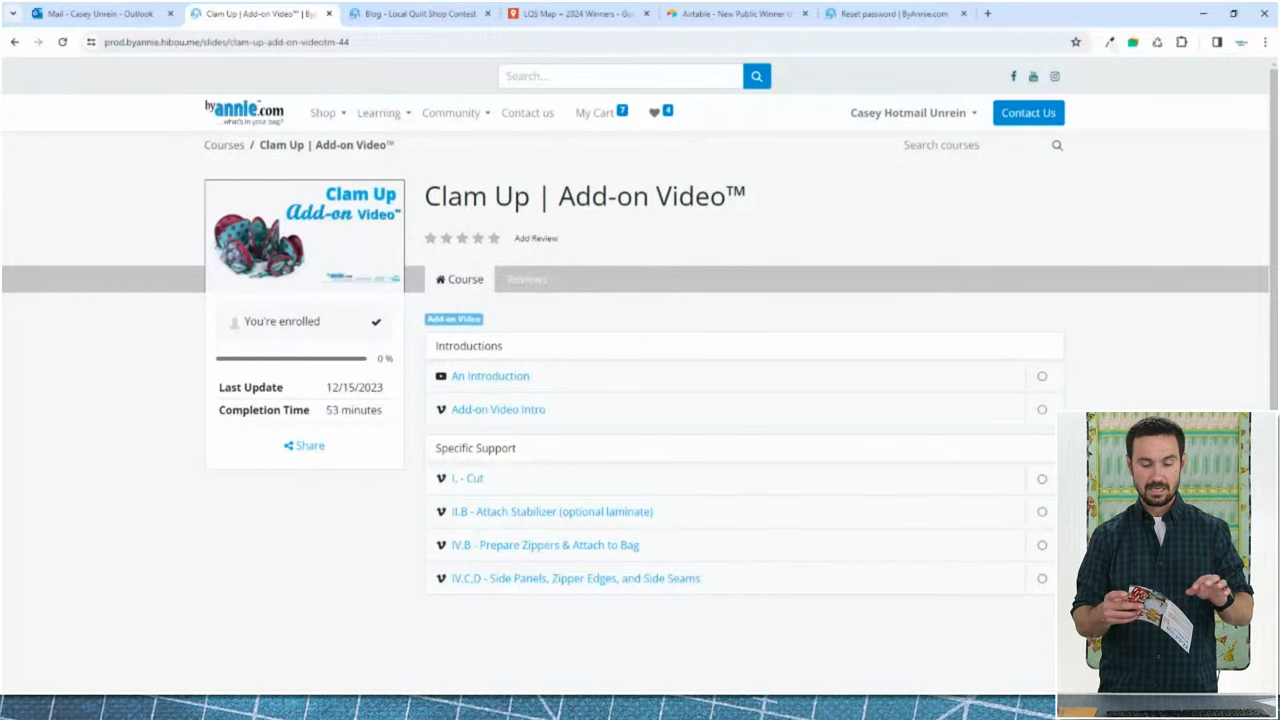 Mail - Casey Unrein - Outlook
Clam Up | Add-on Video™ | By
Blog - Local Quilt Shop Contest
LQS Map - 2024 Winners - Go
Airtable - New Public Winner
Reset password | ByAnnie.com
prod.byannie.hibou.me/slides/clam-up-add-on-videotm-44
Search...
byannie.com
...what's in your bag?
Shop
Learning
Community
Contact us
My Cart 7
4
Casey Hotmail Unrein
Contact Us
Courses / Clam Up | Add-on Video™
Search courses
Clam Up
Add-on Video™
Clam Up | Add-on Video™
Add Review
Course
Reviews
You're enrolled
0 %
Last Update 12/15/2023
Completion Time 53 minutes
Share
Add-on Video
Introductions
An Introduction
Add-on Video Intro
Specific Support
I. - Cut
II.B - Attach Stabilizer (optional laminate)
IV.B - Prepare Zippers & Attach to Bag
IV.C,D - Side Panels, Zipper Edges, and Side Seams